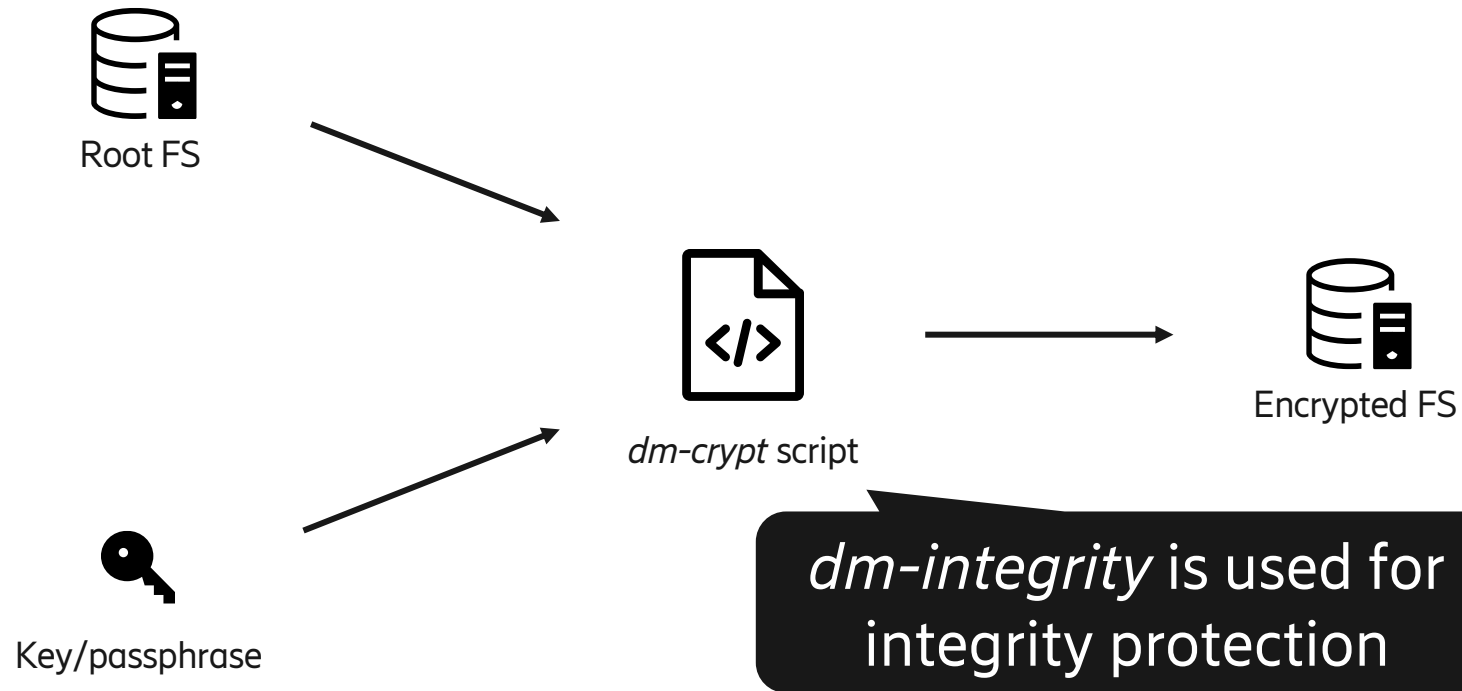 Root FS
</>
Encrypted FS
dm-crypt script
dm-integrity is used for
integrity protection
Key/passphrase